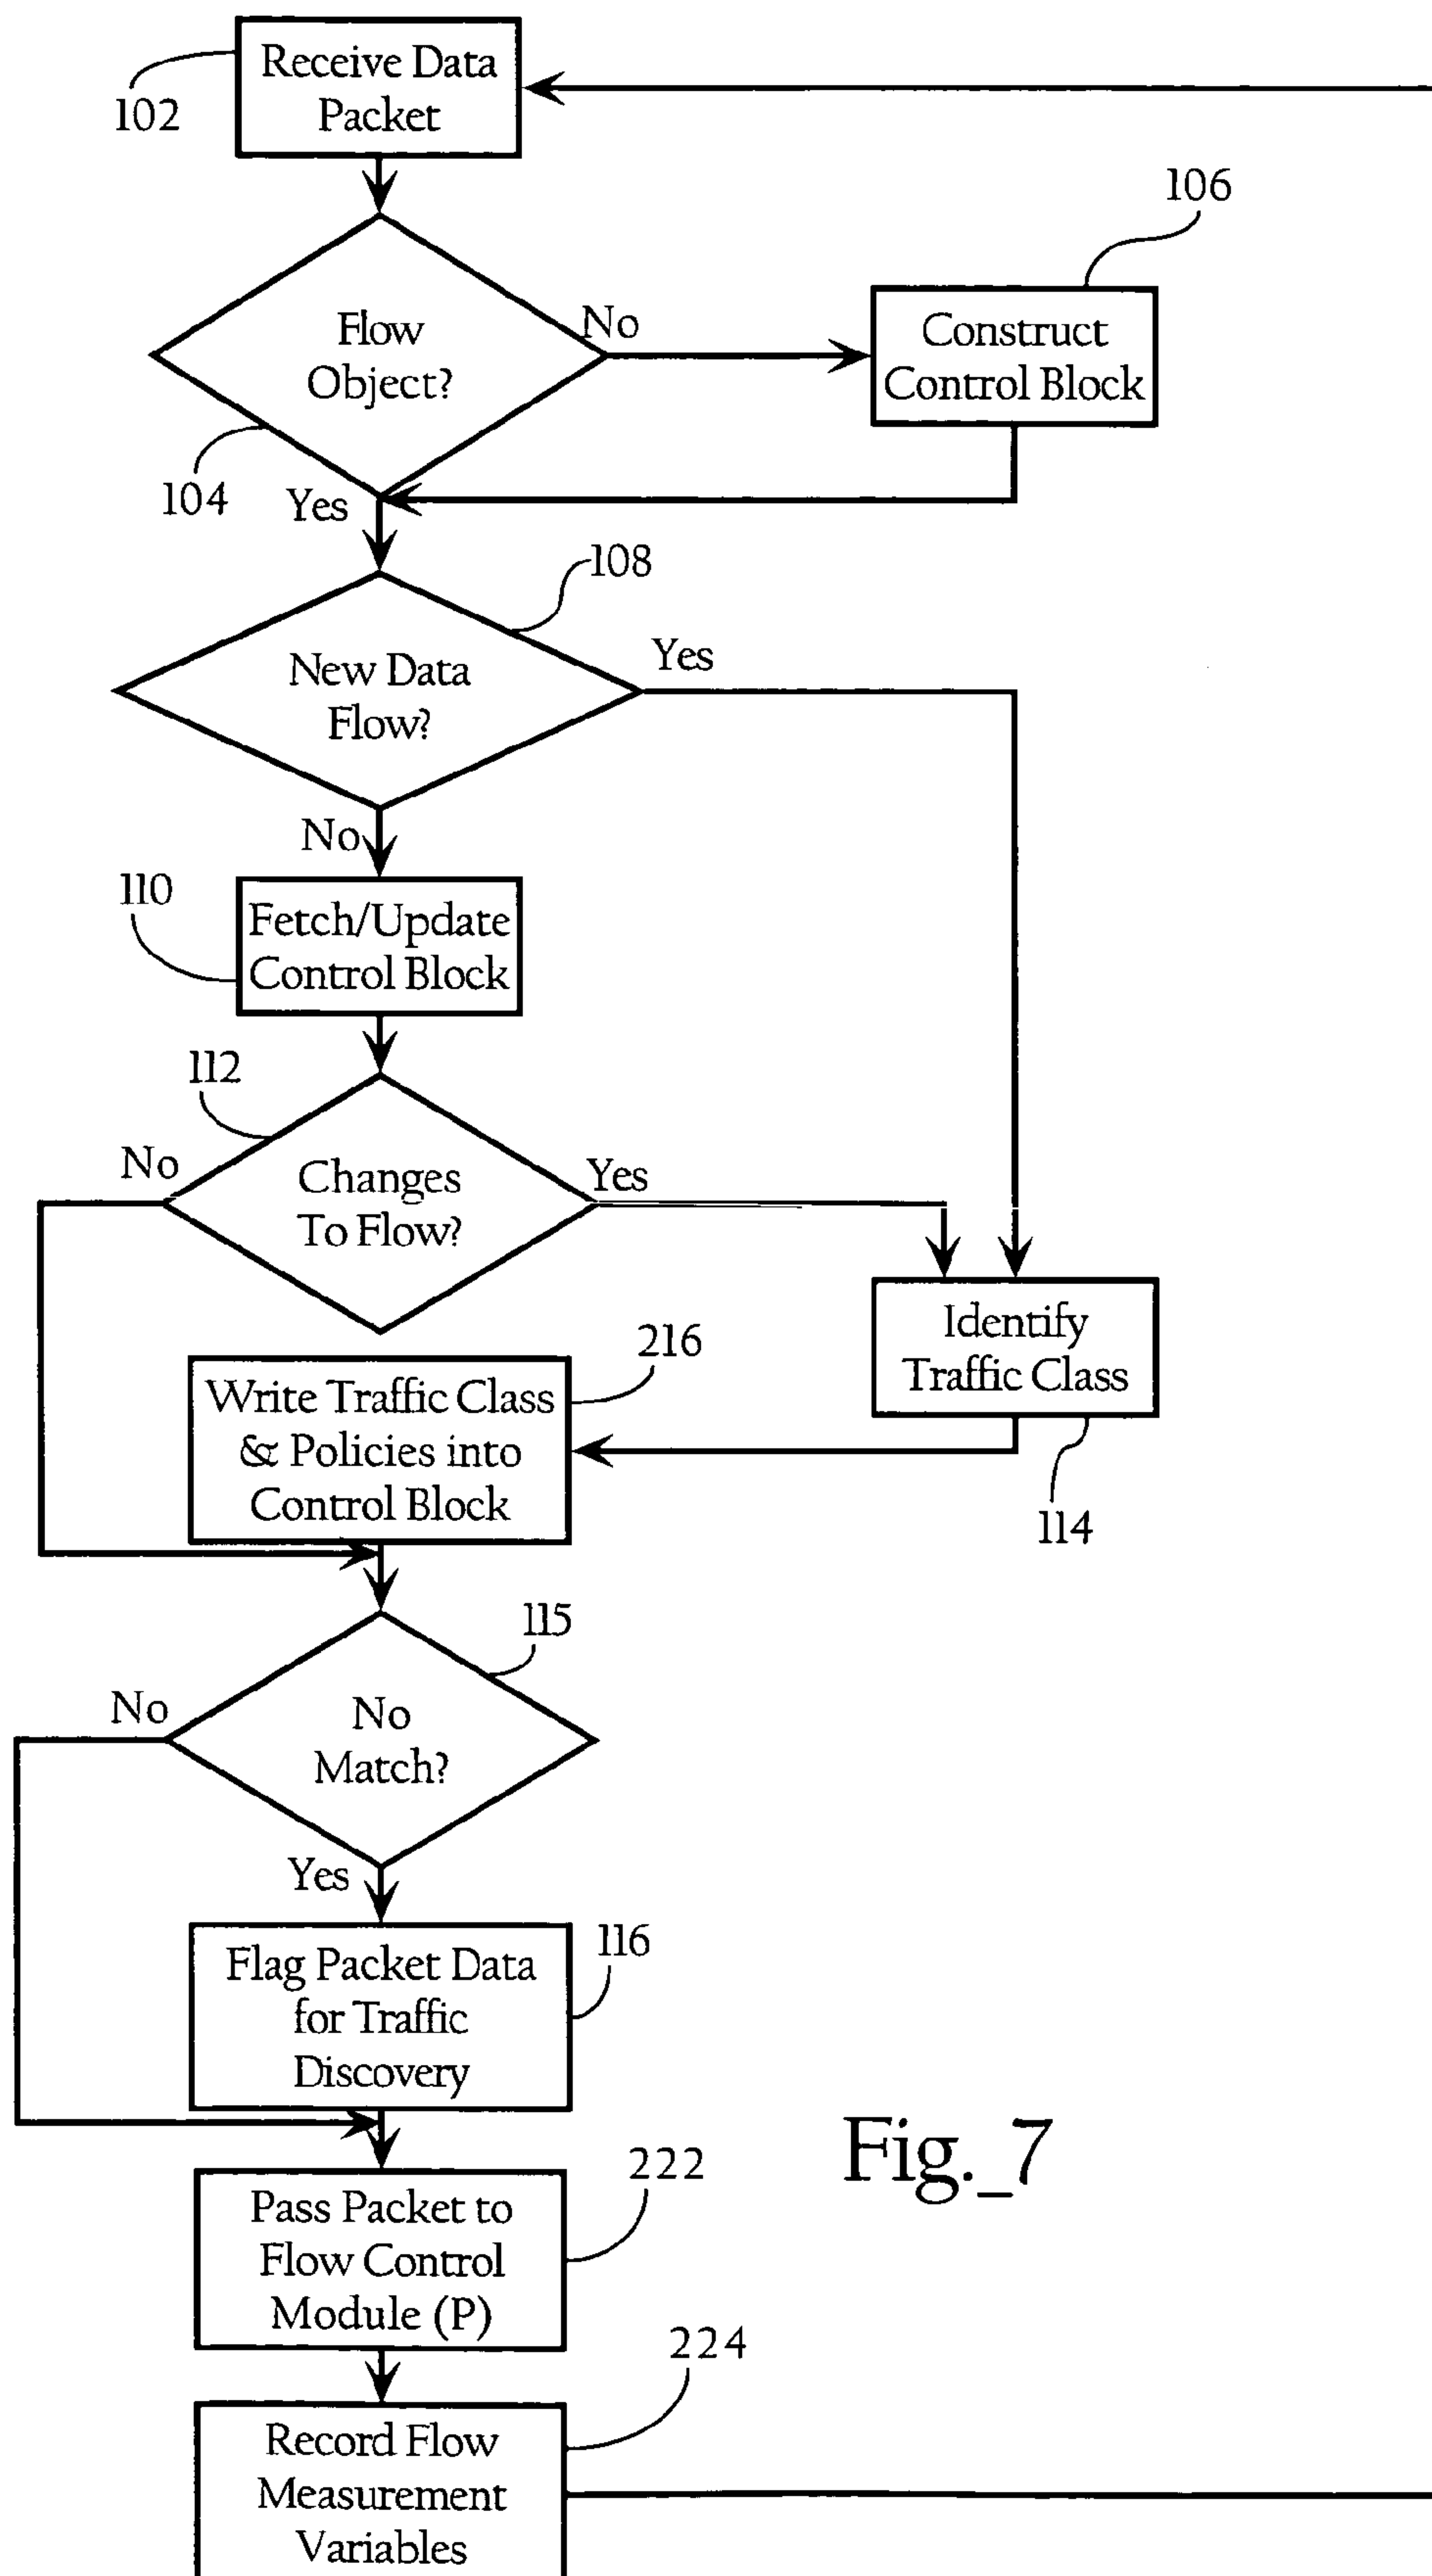 Receive Data
Packet
102
106
Flow
Object?
No
Construct
Control Block
104
Yes
108
New Data
Flow?
Yes
No
110
Fetch/Update
Control Block
112
No
Changes
To Flow?
Yes
Identify
Traffic Class
216
Write Traffic Class
& Policies into
Control Block
114
115
No
No
Match?
Yes
116
Flag Packet Data
for Traffic
Discovery
Fig._7
222
Pass Packet to
Flow Control
Module (P)
224
Record Flow
Measurement
Variables